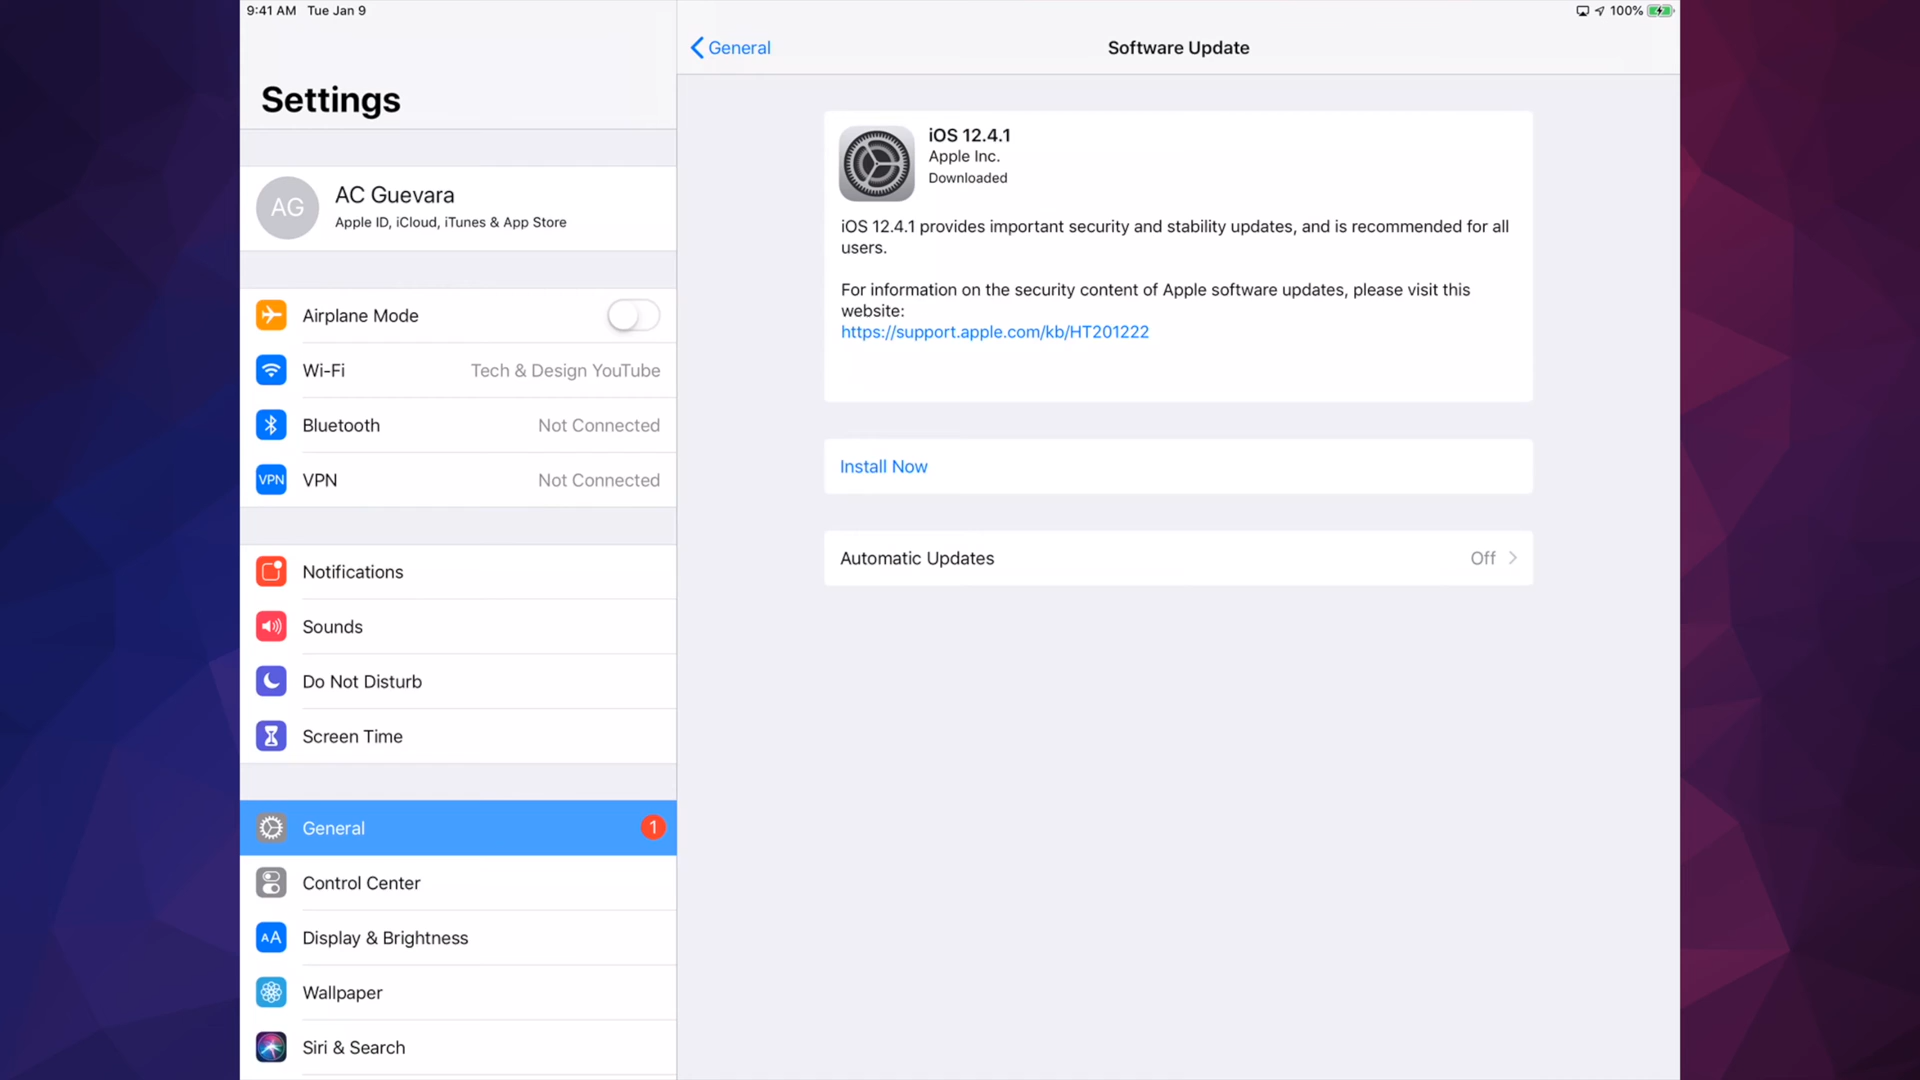 9:41 AM Tue Jan 9
100%
Settings
AG
AC Guevara
Apple ID, iCloud, iTunes & App Store
Airplane Mode
Wi-Fi Tech & Design YouTube
Bluetooth Not Connected
VPN VPN Not Connected
Notifications
Sounds
Do Not Disturb
Screen Time
General 1
Control Center
AA Display & Brightness
Wallpaper
Siri & Search
General
Software Update
iOS 12.4.1
Apple Inc.
Downloaded
iOS 12.4.1 provides important security and stability updates, and is recommended for all
users.
For information on the security content of Apple software updates, please visit this
website:
https://support.apple.com/kb/HT201222
Install Now
Automatic Updates Off